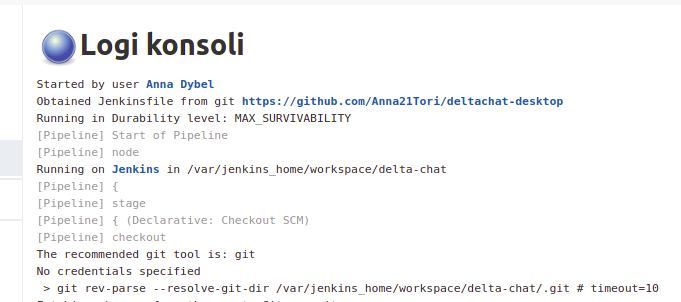 Logi konsoli
Started by user Anna Dybel
Obtained Jenkinsfile from git https://github.com/Anna21Tori/deltachat-desktop
Running in Durability level: MAX_SURVIVABILITY
[Pipeline] Start of Pipeline
[Pipeline] node
Running on Jenkins in /var/jenkins_home/workspace/delta-chat
[Pipeline] {
[Pipeline] stage
[Pipeline] { (Declarative: Checkout SCM)
[Pipeline] checkout
The recommended git tool is: git
No credentials specified
 > git rev-parse --resolve-git-dir /var/jenkins_home/workspace/delta-chat/.git # timeout=10